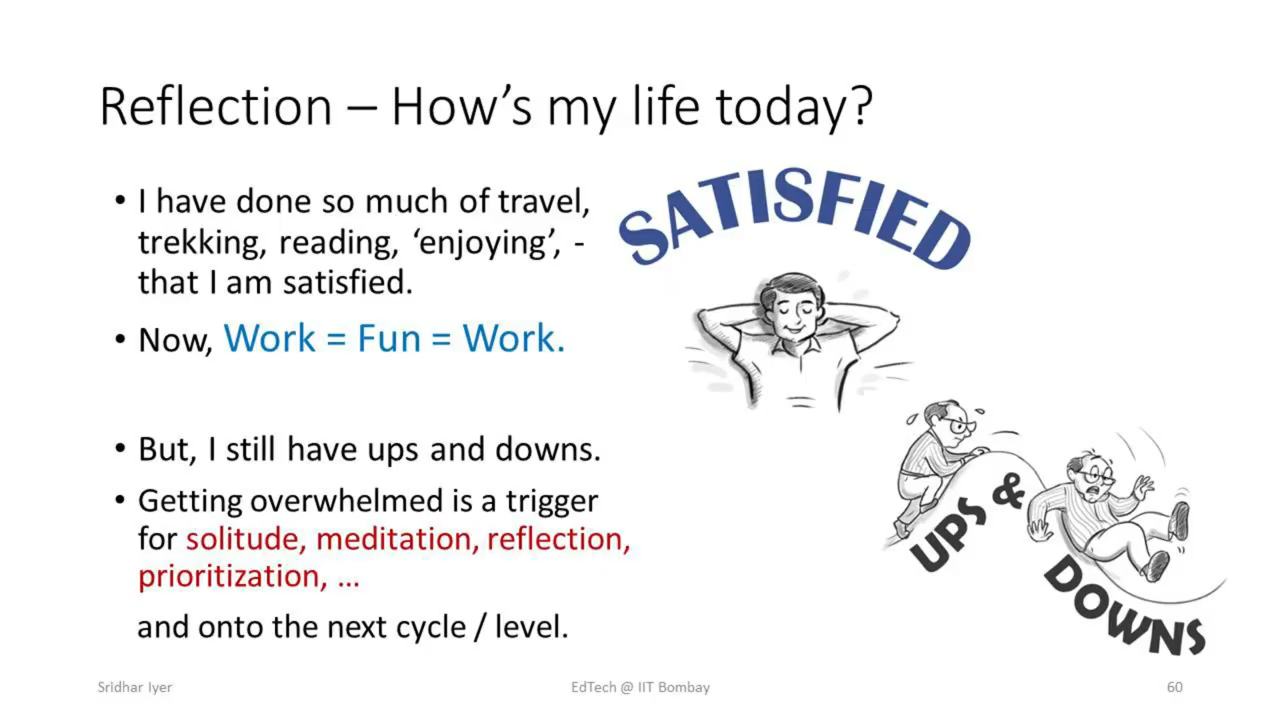 Reflection – How's my life today?
• I have done so much of travel,
trekking, reading, ‘enjoying’, -
that I am satisfied.
• Now, Work = Fun = Work.
• But, I still have ups and downs.
• Getting overwhelmed is a trigger
for solitude, meditation, reflection,
prioritization, ...
and onto the next cycle / level.
SATISFIED
UPS & DOWNS
Sridhar Iyer
EdTech @ IIT Bombay
60